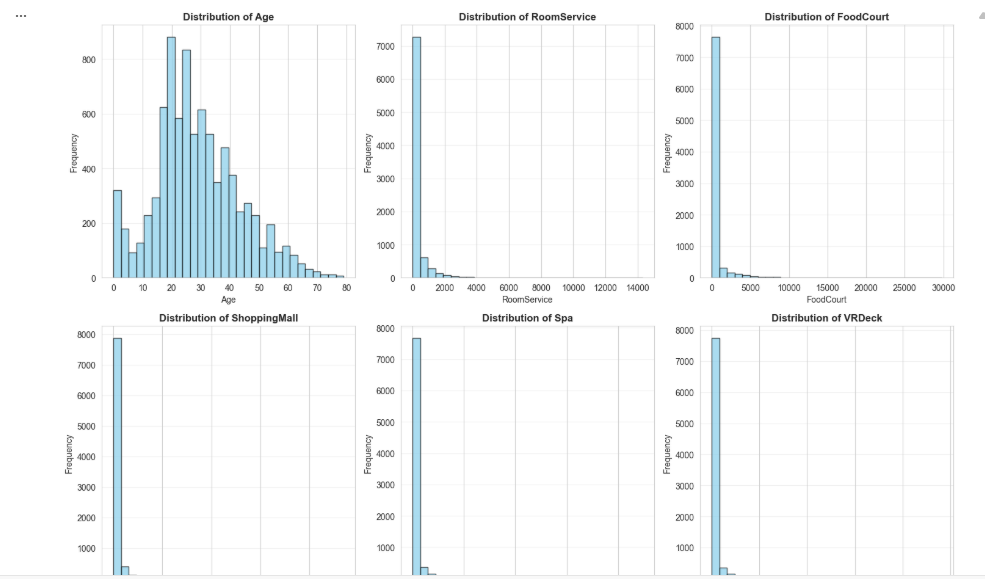 ...
Distribution of Age
Distribution of RoomService
Distribution of FoodCourt
Frequency
800
600
400
200
0
0 10 20 30 40 50 60 70 80
Age
Frequency
7000
6000
5000
4000
3000
2000
1000
0
0 2000 4000 6000 8000 10000 12000 14000
RoomService
Frequency
8000
7000
6000
5000
4000
3000
2000
1000
0
0 5000 10000 15000 20000 25000 30000
FoodCourt
Distribution of ShoppingMall
Distribution of Spa
Distribution of VRDeck
Frequency
8000
7000
6000
5000
4000
3000
2000
1000
Frequency
8000
7000
6000
5000
4000
3000
2000
1000
Frequency
8000
7000
6000
5000
4000
3000
2000
1000